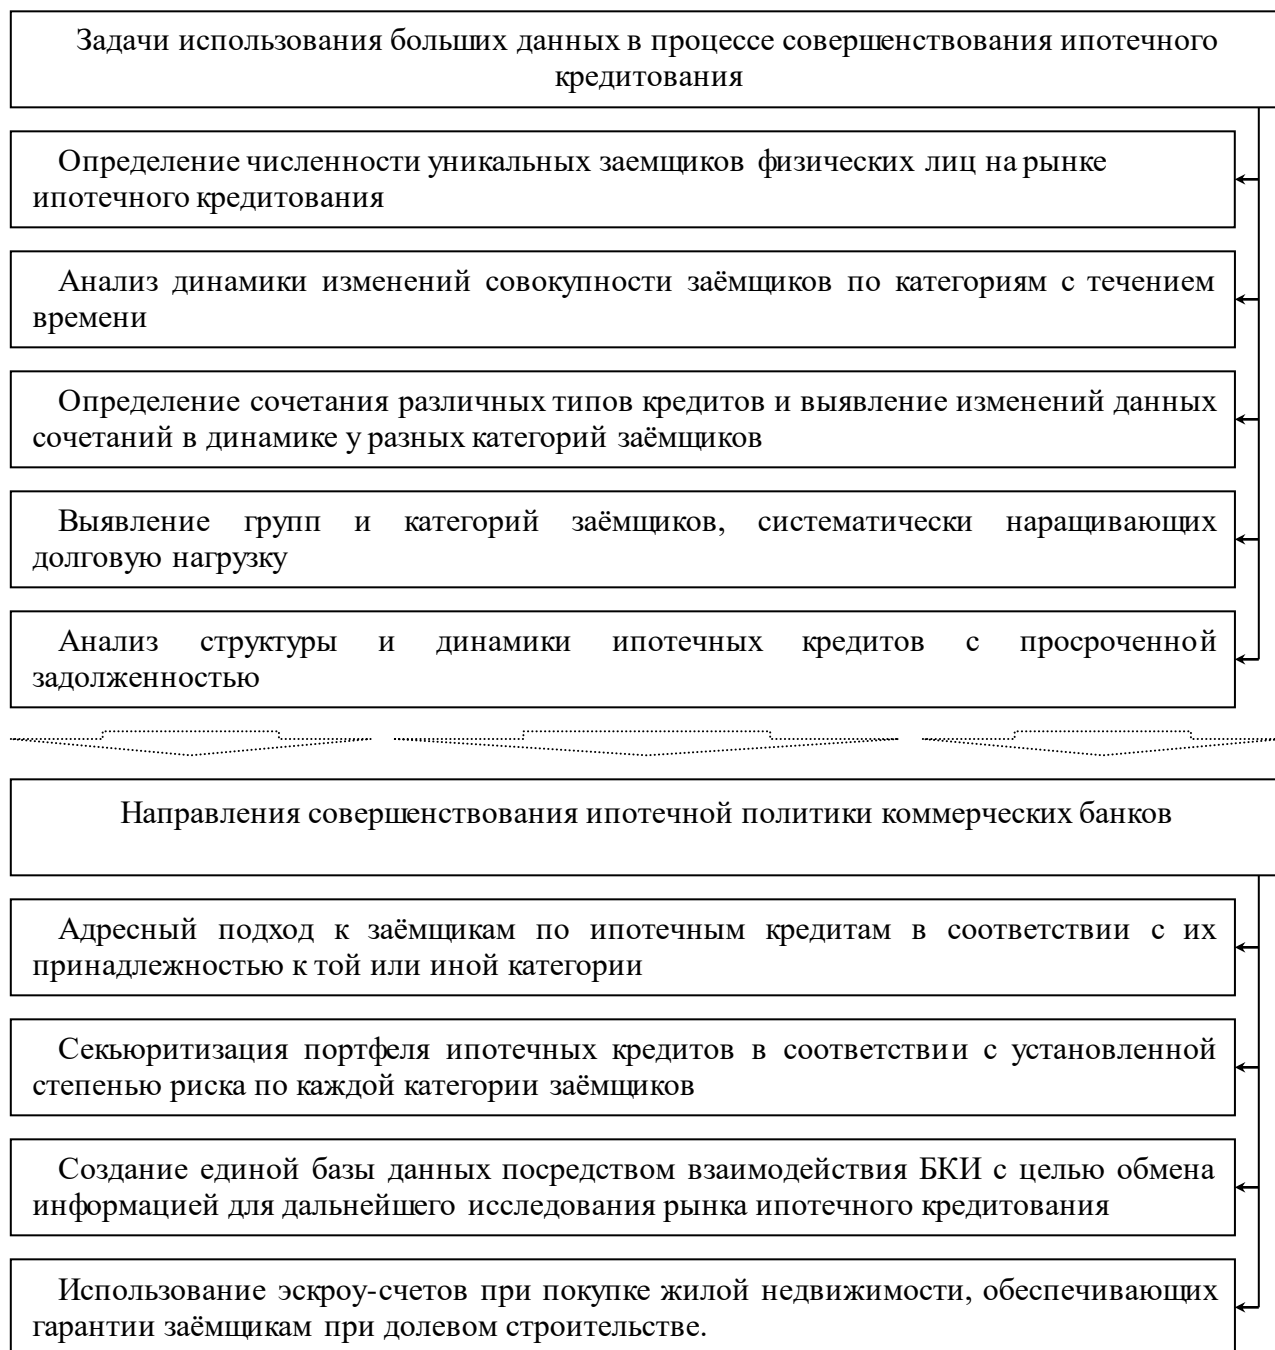 Задачи использования больших данных в процессе совершенствования ипотечного
кредитования
Определение численности уникальных заемщиков физических лиц на рынке
ипотечного кредитования
Анализ динамики изменений совокупности заёмщиков по категориям с течением
времени
Определение сочетания различных типов кредитов и выявление изменений данных
сочетаний в динамике у разных категорий заёмщиков
Выявление групп и категорий заёмщиков, систематически наращивающих
долговую нагрузку
Анализ структуры и динамики ипотечных кредитов с просроченной
задолженностью
Направления совершенствования ипотечной политики коммерческих банков
Адресный подход к заёмщикам по ипотечным кредитам в соответствии с их
принадлежностью к той или иной категории
Секьюритизация портфеля ипотечных кредитов в соответствии с установленной
степенью риска по каждой категории заёмщиков
Создание единой базы данных посредством взаимодействия БКИ с целью обмена
информацией для дальнейшего исследования рынка ипотечного кредитования
Использование эскроу-счетов при покупке жилой недвижимости, обеспечивающих
гарантии заёмщикам при долевом строительстве.